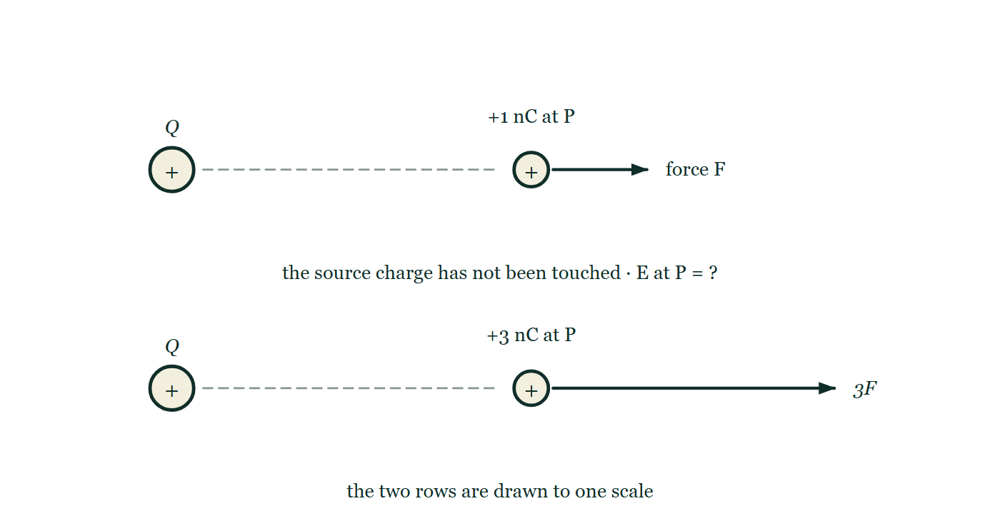 +1 nC at P
Q
+
+
force F
the source charge has not been touched · E at P = ?
+3 nC at P
Q
+
+
3F
the two rows are drawn to one scale